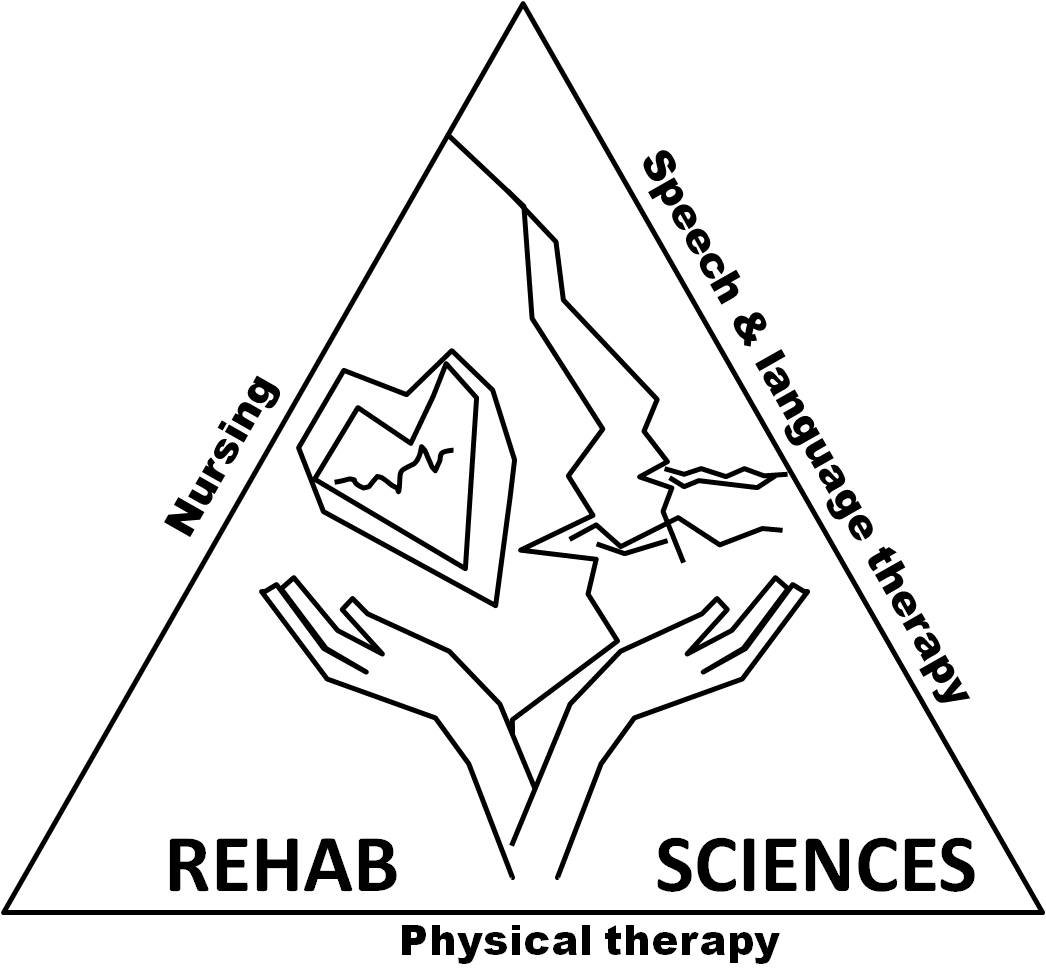 Nursing
Speech & language therapy
REHAB SCIENCES
Physical therapy